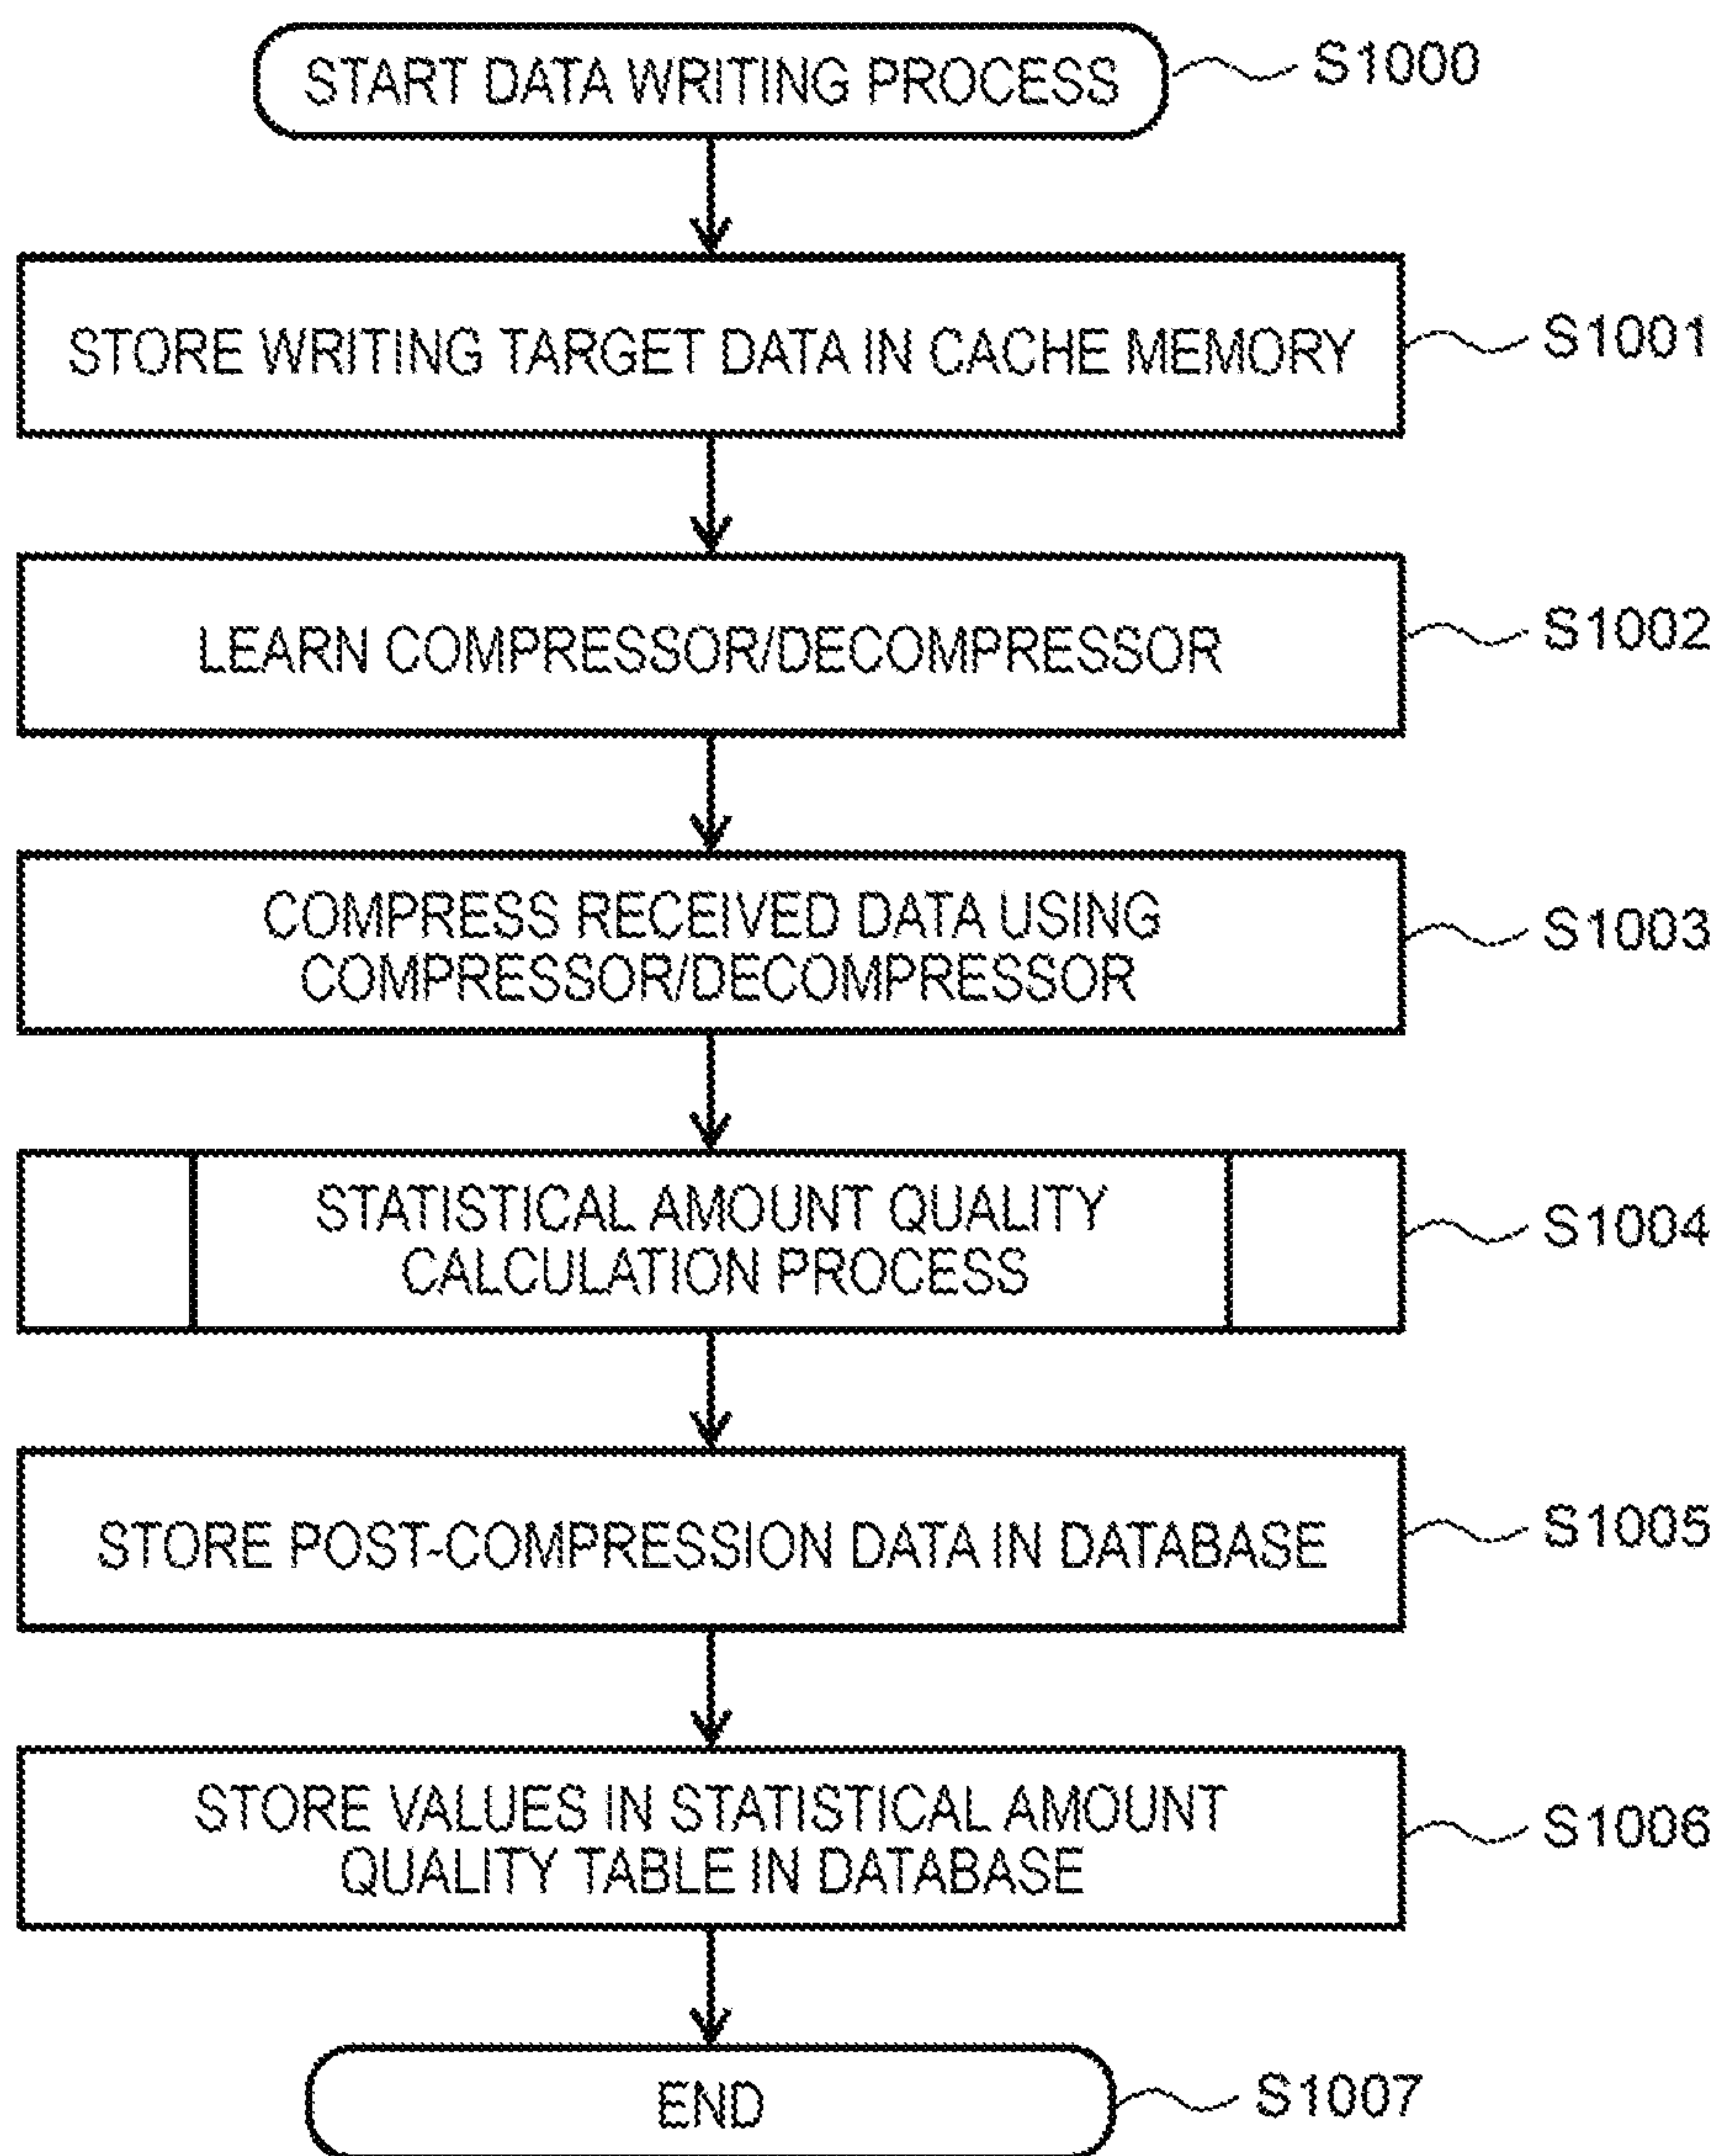 START DATA WRITING PROCESS
S1000
STORE WRITING TARGET DATA IN CACHE MEMORY
S1001
LEARN COMPRESSOR/DECOMPRESSOR
S1002
COMPRESS RECEIVED DATA USING
COMPRESSOR/DECOMPRESSOR
S1003
STATISTICAL AMOUNT QUALITY
CALCULATION PROCESS
S1004
STORE POST-COMPRESSION DATA IN DATABASE
S1005
STORE VALUES IN STATISTICAL AMOUNT
QUALITY TABLE IN DATABASE
S1006
END
S1007